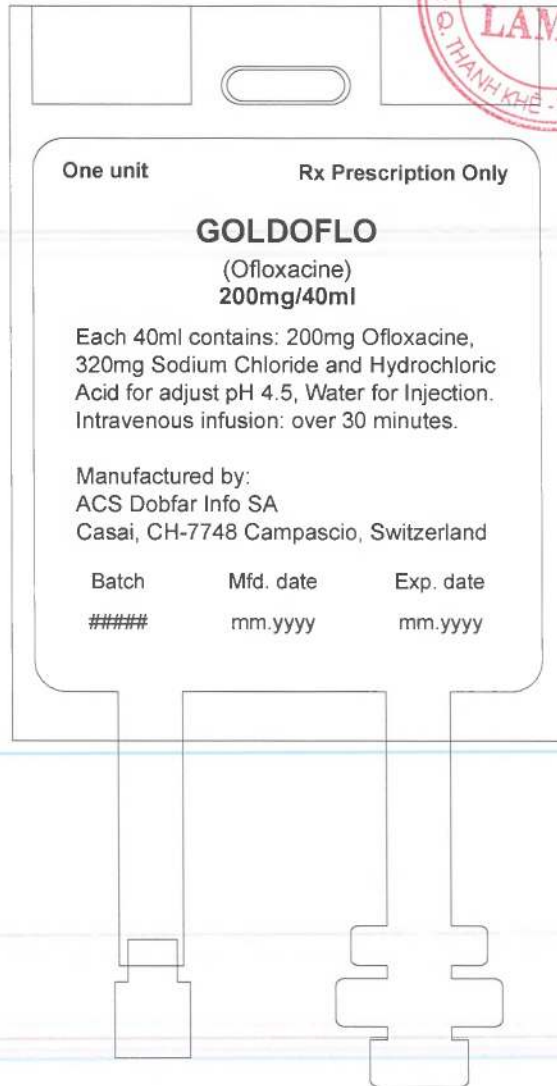 LAM
Q. THANH KHÊ -
One unit
Rx Prescription Only
GOLDOFLO
(Ofloxacine)
200mg/40ml
Each 40ml contains: 200mg Ofloxacine,
320mg Sodium Chloride and Hydrochloric
Acid for adjust pH 4.5, Water for Injection.
Intravenous infusion: over 30 minutes.
Manufactured by:
ACS Dobfar Info SA
Casai, CH-7748 Campascio, Switzerland
Batch Mfd. date Exp. date
##### mm.yyyy mm.yyyy